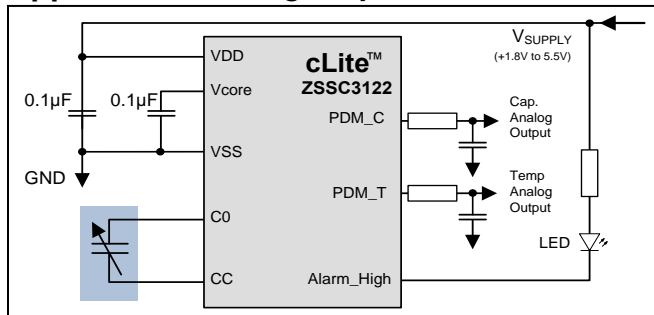 VSUPPLY
(+1.8V to 5.5V)
VDD
cLite™
ZSSC3122
0.1µF
0.1µF
Vcore
PDM_C
Cap.
Analog
Output
VSS
GND
PDM_T
Temp
Analog
Output
C0
LED
CC
Alarm_High